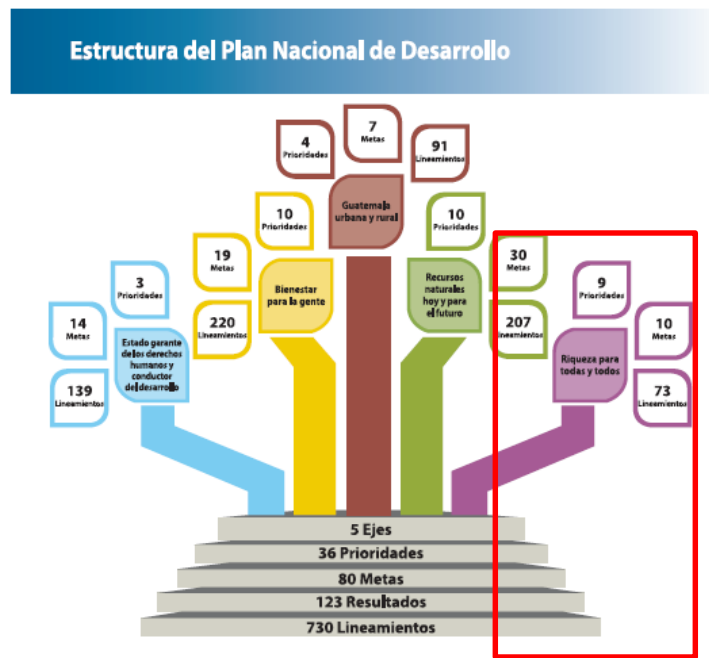 Estructura del Plan Nacional de Desarrollo
7
Metas
4
Prioridades
91
Lineamientos
Guatemala
urbana y rural
10
Prioridades
19
Metas
220
Lineamientos
Bienestar
para la gente
10
Prioridades
30
Metas
207
Lineamientos
Recursos
naturales
hoy y para
el futuro
3
Prioridades
14
Metas
139
Lineamientos
Estado garante
de los derechos
humanos y
conductor
del desarrollo
9
Prioridades
10
Metas
73
Lineamientos
Riqueza para
todas y todos
5 Ejes
36 Prioridades
80 Metas
123 Resultados
730 Lineamientos